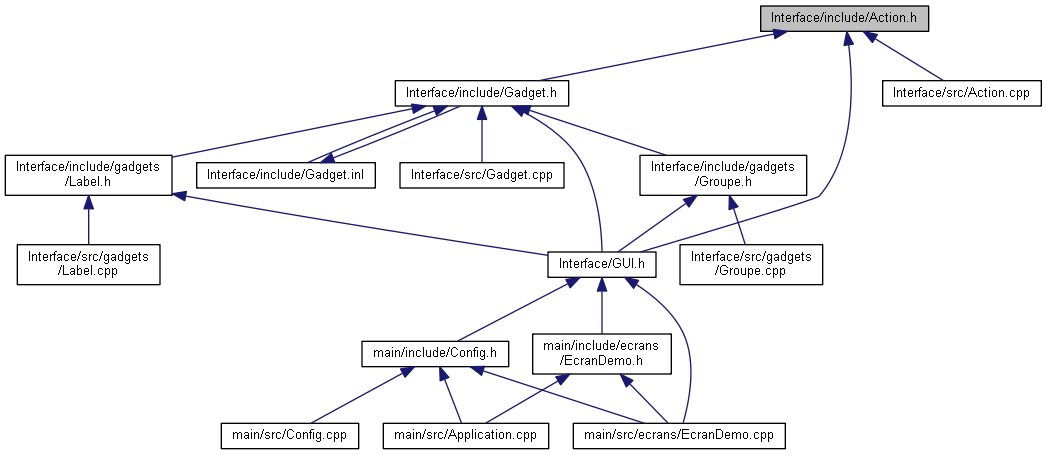 Interface/include/Action.h
Interface/include/Gadget.h
Interface/src/Action.cpp
Interface/include/gadgets
/Label.h
Interface/include/Gadget.inl
Interface/src/Gadget.cpp
Interface/include/gadgets
/Groupe.h
Interface/src/gadgets
/Label.cpp
Interface/GUI.h
Interface/src/gadgets
/Groupe.cpp
main/include/Config.h
main/include/ecrans
/EcranDemo.h
main/src/Config.cpp
main/src/Application.cpp
main/src/ecrans/EcranDemo.cpp